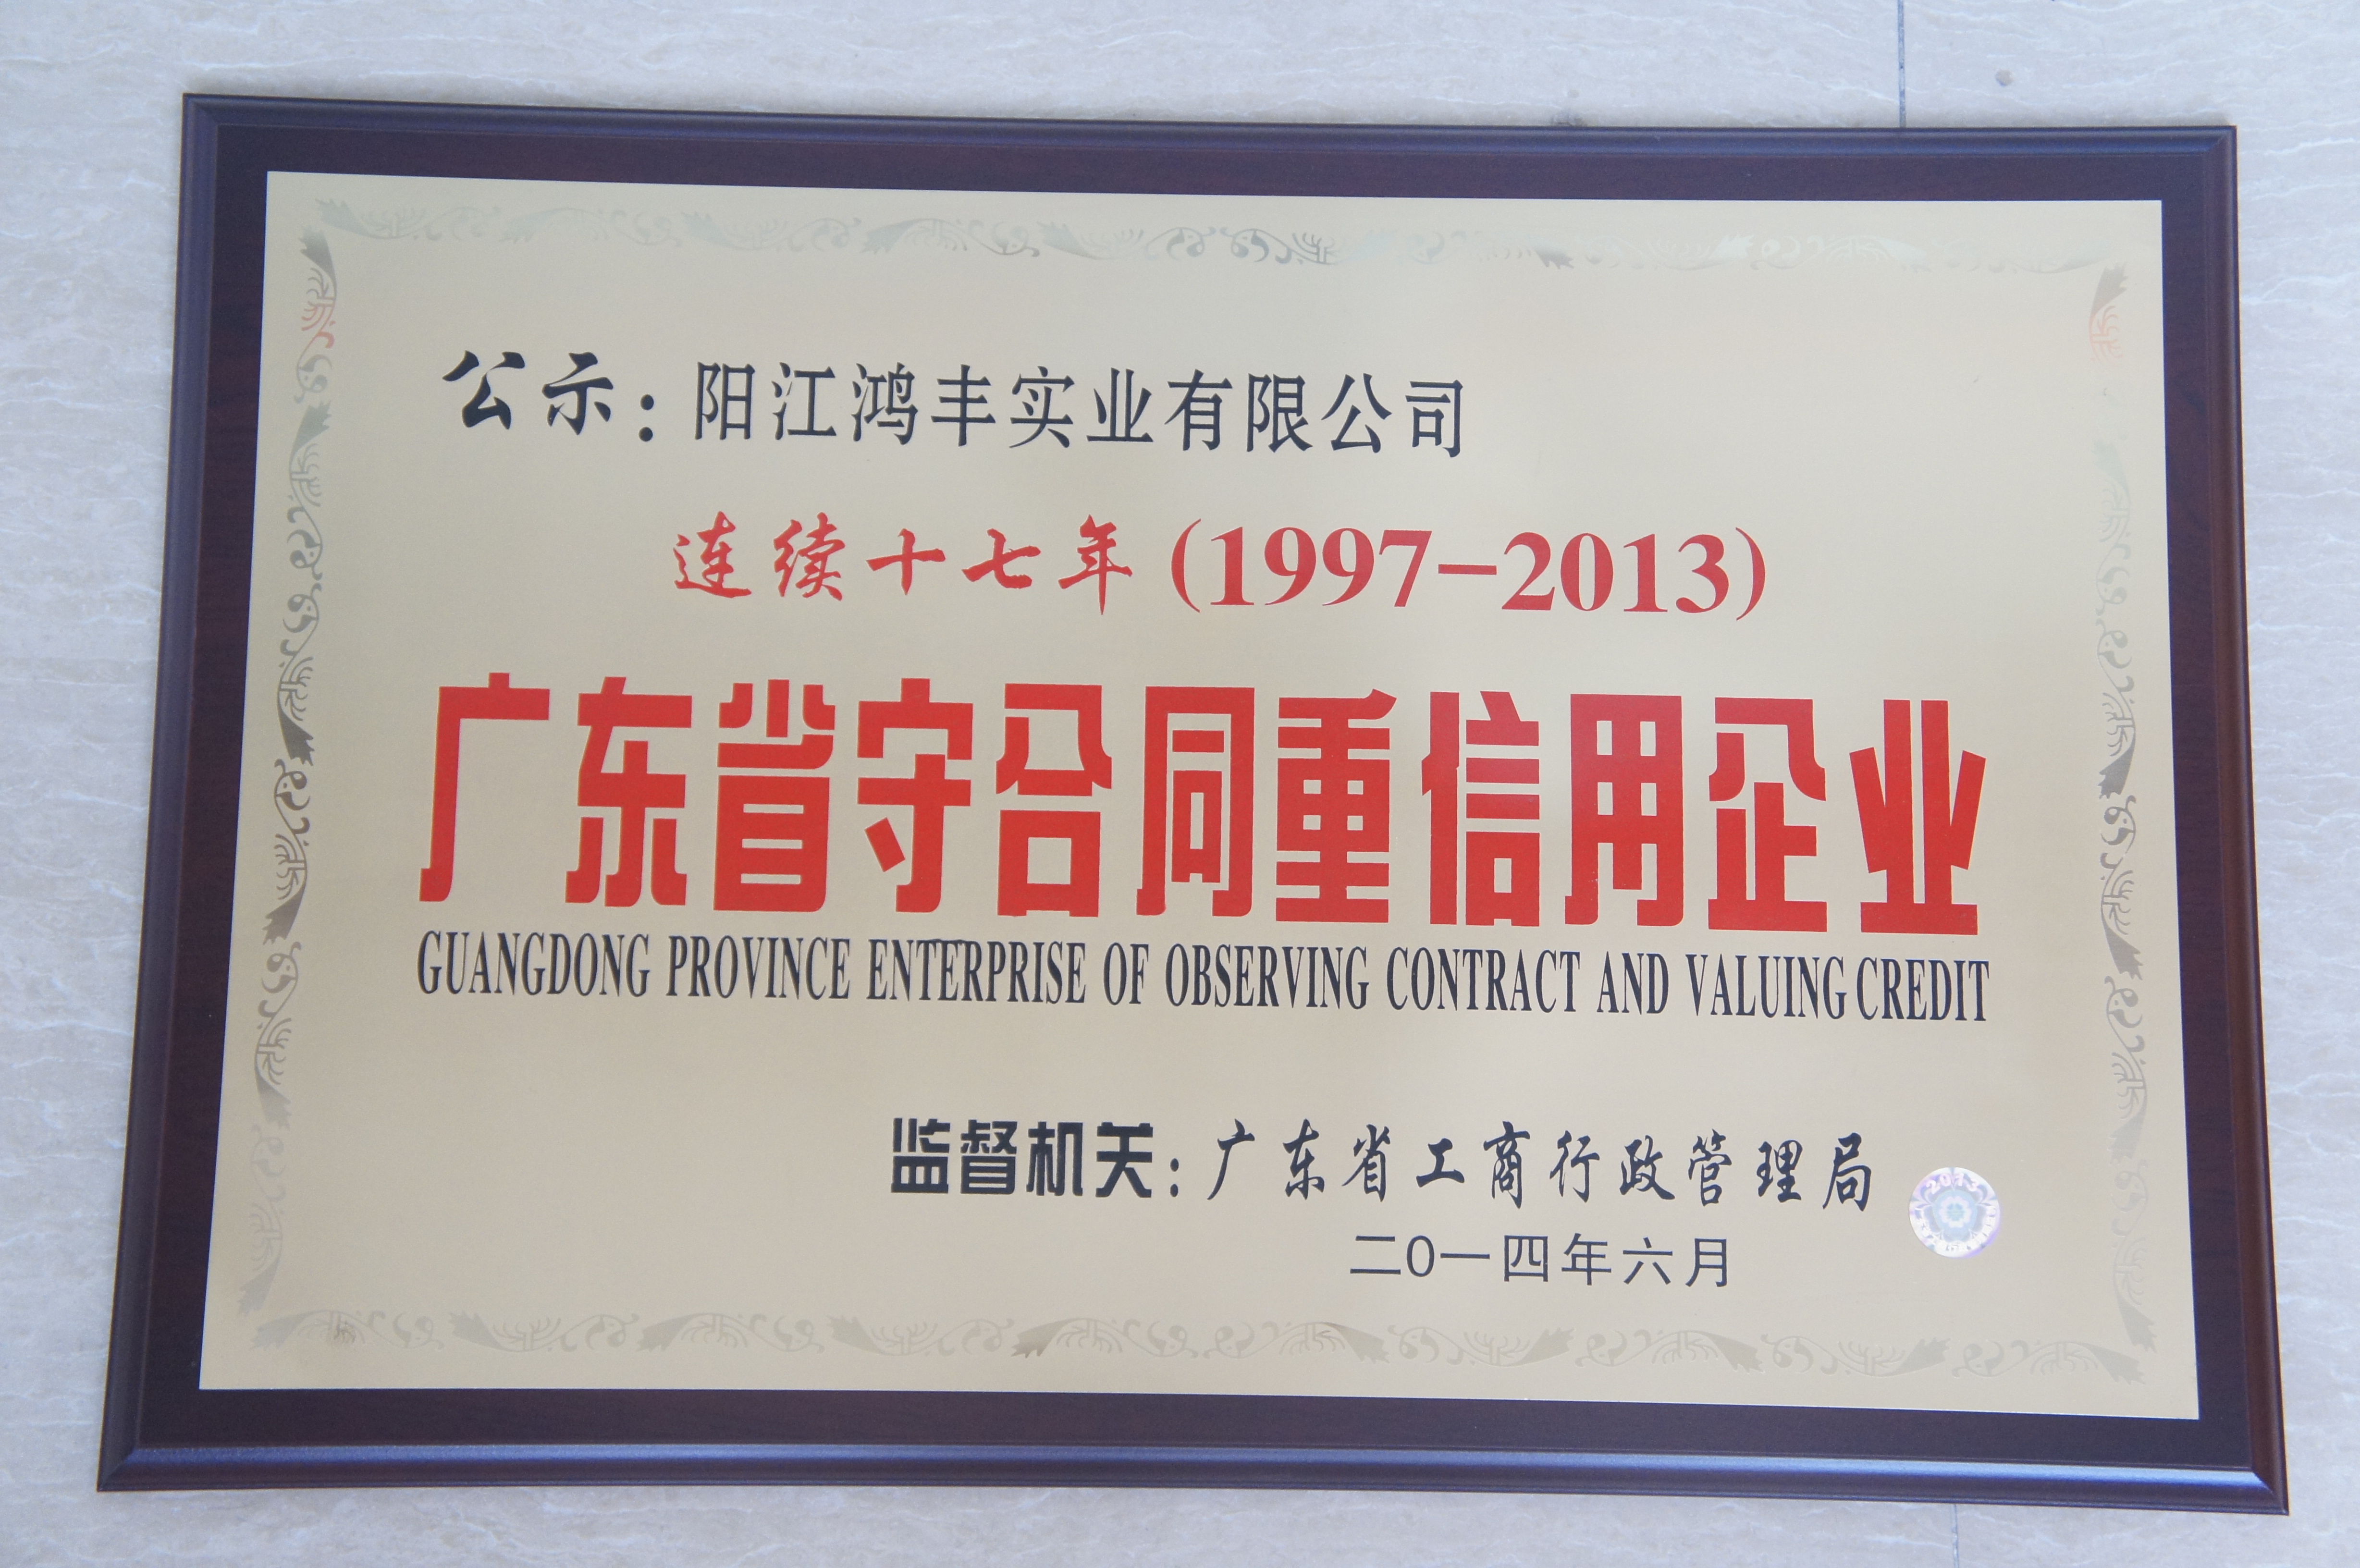 公示：阳江鸿丰实业有限公司
连续十七年(1997-2013)
广东省守合同重信用企业
GUANGDONG PROVINCE ENTERPRISE OF OBSERVING CONTRACT AND VALUING CREDIT
监督机关：广东省工商行政管理局
二0一四年六月